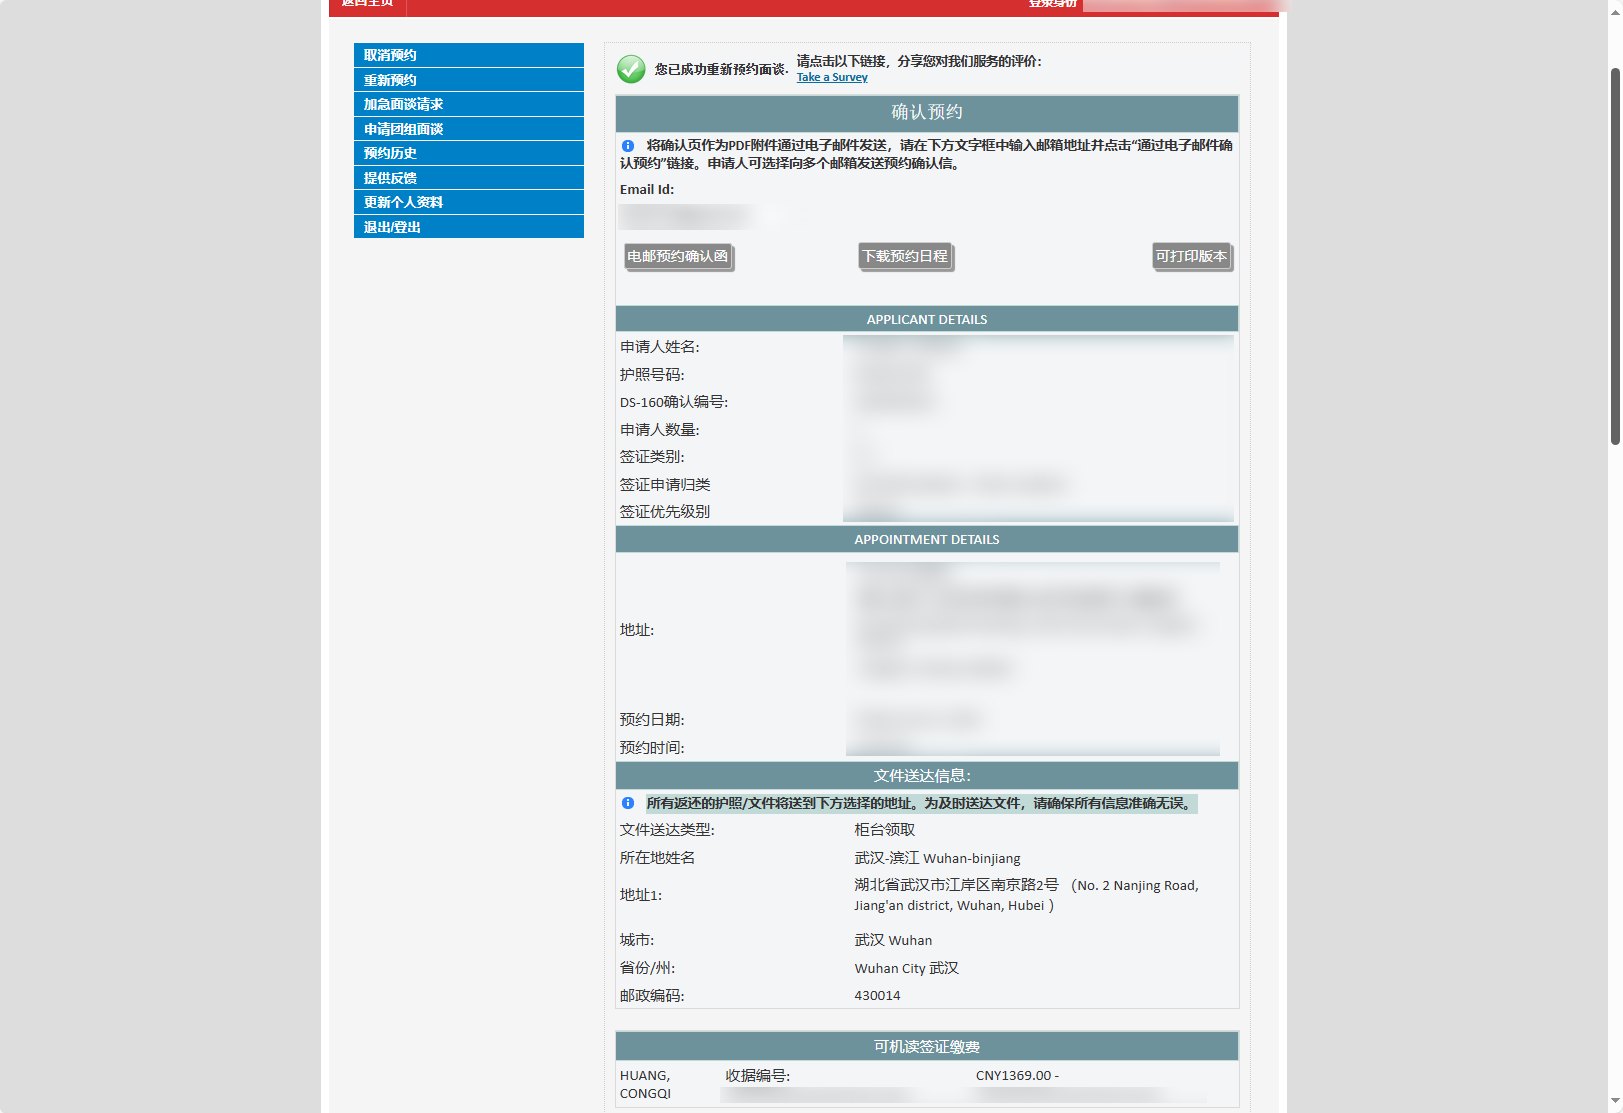 返回主页
登录身份
取消预约
重新预约
加急面谈请求
申请团组面谈
预约历史
提供反馈
更新个人资料
退出/登出
您已成功重新预约面谈.
请点击以下链接，分享您对我们服务的评价：
Take a Survey
确认预约
将确认页作为PDF附件通过电子邮件发送，请在下方文字框中输入邮箱地址并点击“通过电子邮件确
认预约”链接。申请人可选择向多个邮箱发送预约确认信。
Email Id:
电邮预约确认函
下载预约日程
可打印版本
APPLICANT DETAILS
申请人姓名:
护照号码:
DS-160确认编号:
申请人数量:
签证类别:
签证申请归类
签证优先级别
APPOINTMENT DETAILS
地址:
预约日期:
预约时间:
文件送达信息：
所有返还的护照/文件将送到下方选择的地址。为及时送达文件，请确保所有信息准确无误。
文件送达类型: 柜台领取
所在地姓名 武汉-滨江 Wuhan-binjiang
地址1: 湖北省武汉市江岸区南京路2号 （No. 2 Nanjing Road,
Jiang'an district, Wuhan, Hubei ）
城市: 武汉 Wuhan
省份/州: Wuhan City 武汉
邮政编码: 430014
可机读签证缴费
HUANG, 收据编号: CNY1369.00 -
CONGQI